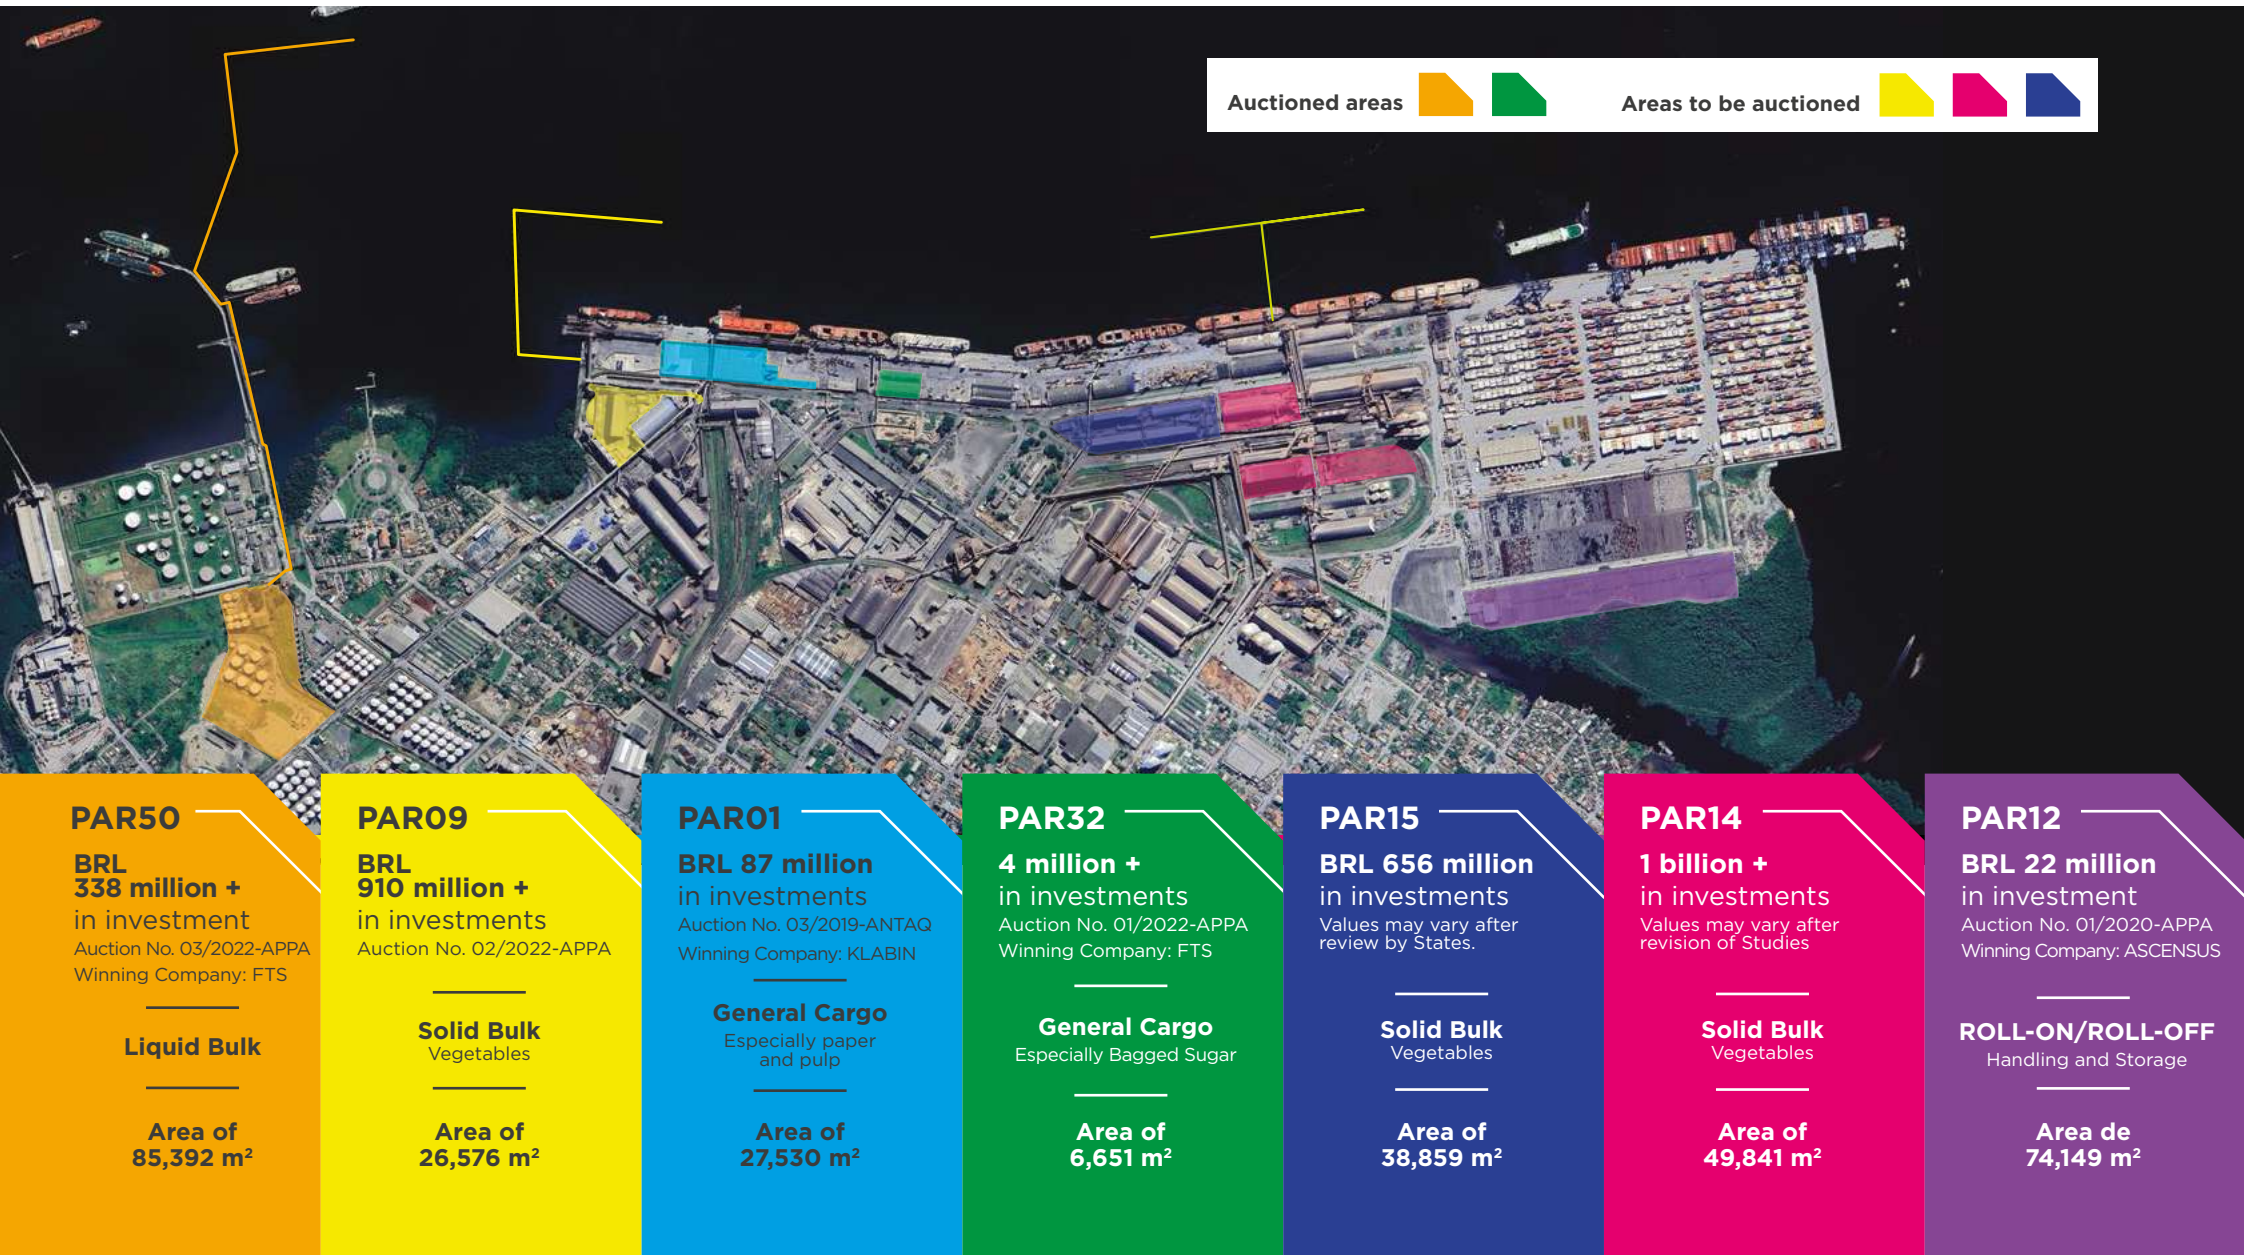 Auctioned areas
Areas to be auctioned
PAR50
BRL
338 million +
in investment
Auction No. 03/2022-APPA
Winning Company: FTS
Liquid Bulk
Area of
85,392 m²
PAR09
BRL
910 million +
in investments
Auction No. 02/2022-APPA
Solid Bulk
Vegetables
Area of
26,576 m²
PAR01
BRL 87 million
in investments
Auction No. 03/2019-ANTAQ
Winning Company: KLABIN
General Cargo
Especially paper
and pulp
Area of
27,530 m²
PAR32
4 million +
in investments
Auction No. 01/2022-APPA
Winning Company: FTS
General Cargo
Especially Bagged Sugar
Area of
6,651 m²
PAR15
BRL 656 million
in investments
Values may vary after
review by States.
Solid Bulk
Vegetables
Area of
38,859 m²
PAR14
1 billion +
in investments
Values may vary after
revision of Studies
Solid Bulk
Vegetables
Area of
49,841 m²
PAR12
BRL 22 million
in investment
Auction No. 01/2020-APPA
Winning Company: ASCENSUS
ROLL-ON/ROLL-OFF
Handling and Storage
Area de
74,149 m²